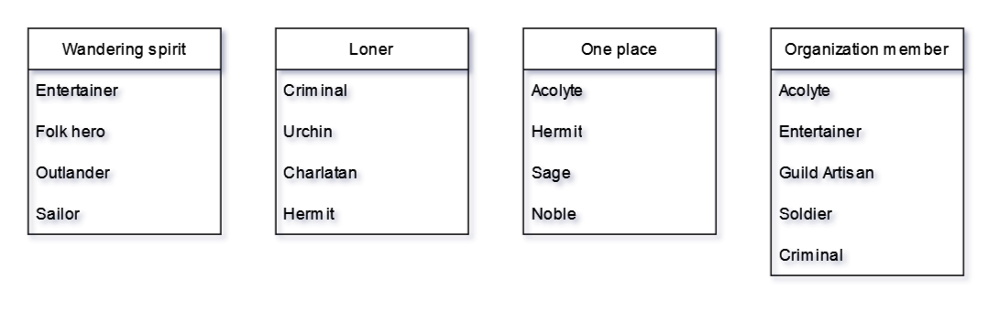 Wandering spirit
Entertainer
Folk hero
Outlander
Sailor
Loner
Criminal
Urchin
Charlatan
Hermit
One place
Acolyte
Hermit
Sage
Noble
Organization member
Acolyte
Entertainer
Guild Artisan
Soldier
Criminal